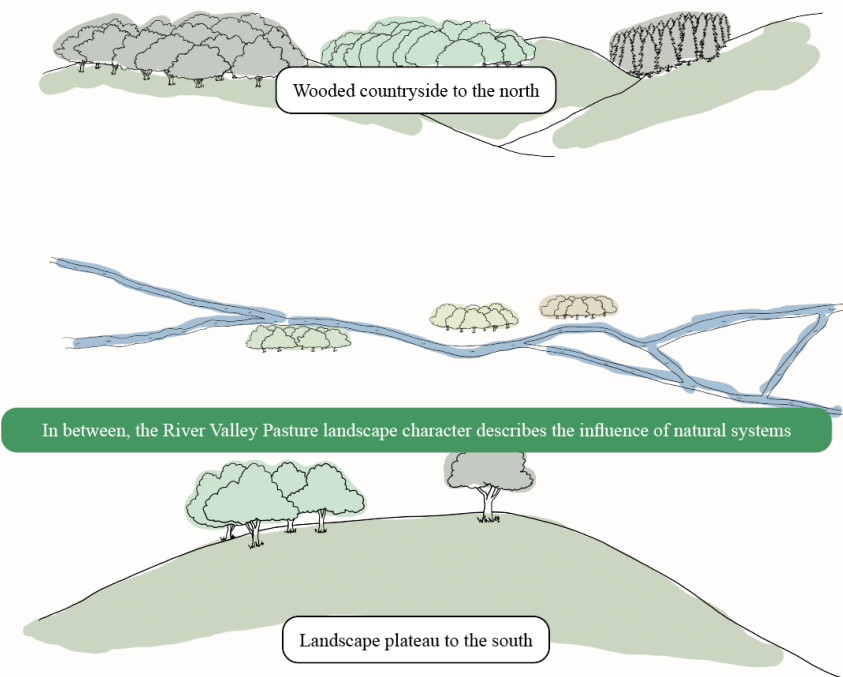 Wooded countryside to the north
In between, the River Valley Pasture landscape character describes the influence of natural systems
Landscape plateau to the south